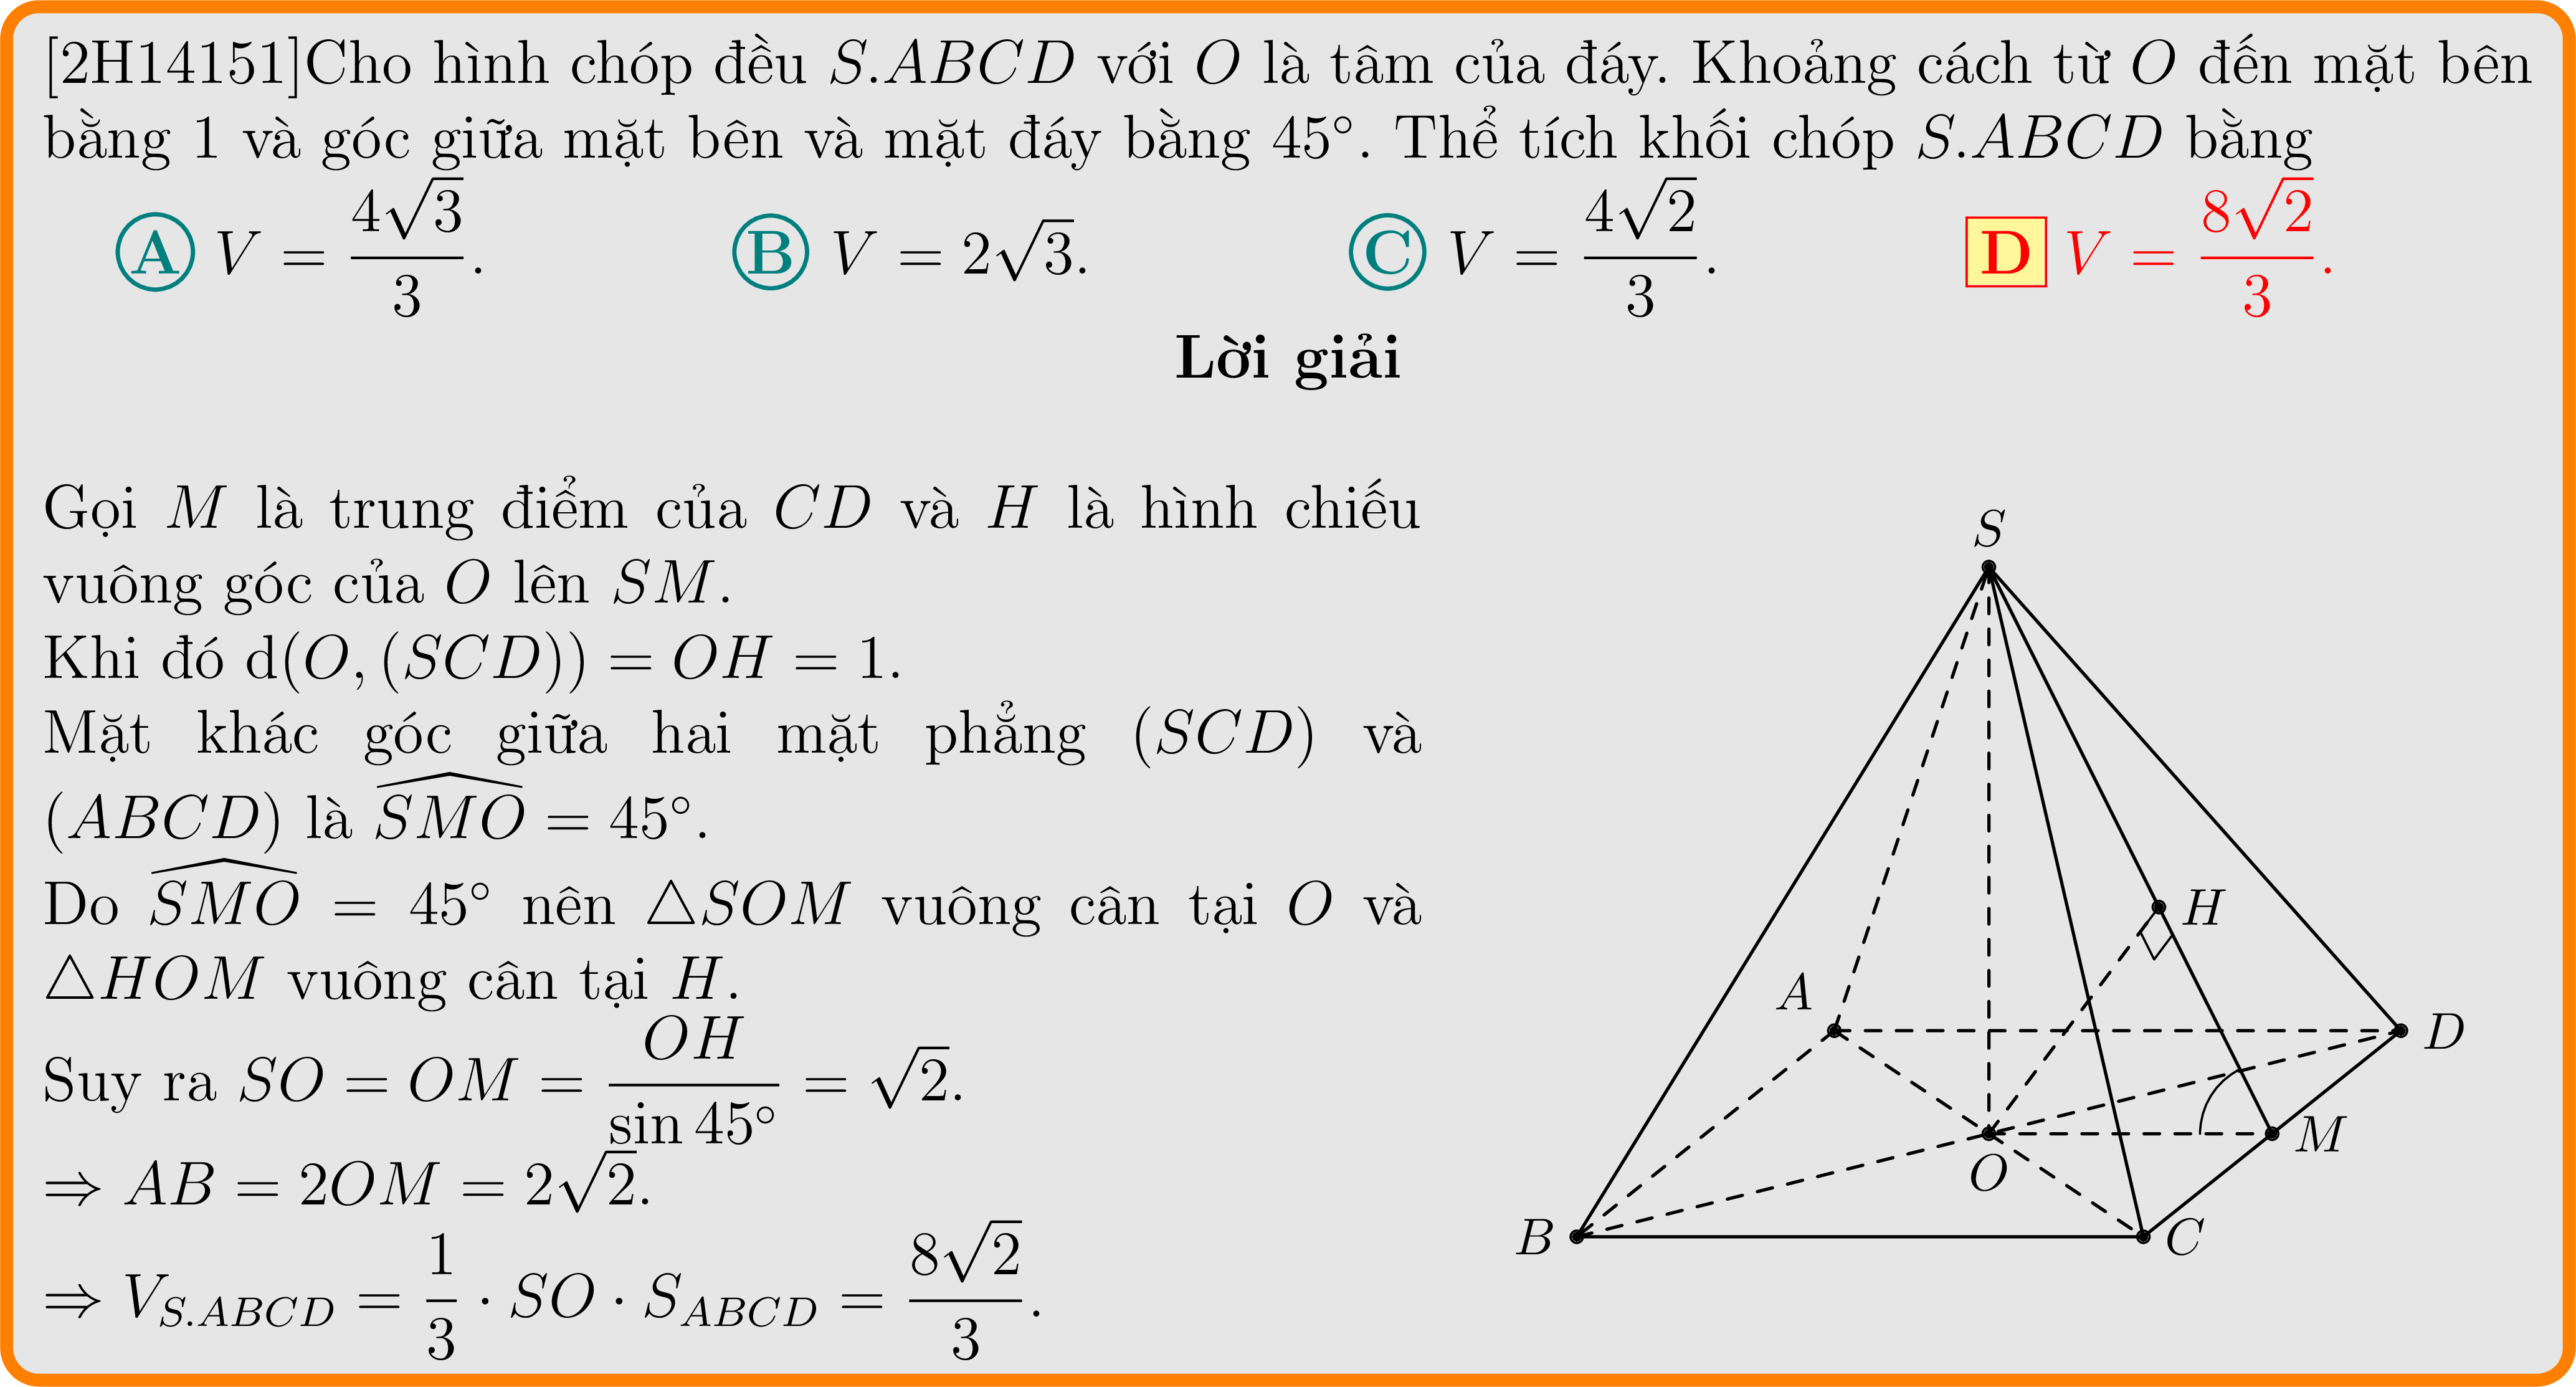 [2H14151]Cho hình chóp đều S.ABCD với O là tâm của đáy. Khoảng cách từ O đến mặt bên
bằng 1 và góc giữa mặt bên và mặt đáy bằng 45°. Thể tích khối chóp S.ABCD bằng
A V = \frac{4\sqrt{3}}{3}. B V = 2\sqrt{3}. C V = \frac{4\sqrt{2}}{3}. D V = \frac{8\sqrt{2}}{3}.
Lời giải
Gọi M là trung điểm của CD và H là hình chiếu
vuông góc của O lên SM.
Khi đó d(O, (SCD)) = OH = 1.
Mặt khác góc giữa hai mặt phẳng (SCD) và
(ABCD) là \widehat{SMO} = 45°.
Do \widehat{SMO} = 45° nên △SOM vuông cân tại O và
△HOM vuông cân tại H.
Suy ra SO = OM = \frac{OH}{\sin 45°} = \sqrt{2}.
⇒ AB = 2OM = 2\sqrt{2}.
⇒ V_{S.ABCD} = \frac{1}{3} · SO · S_{ABCD} = \frac{8\sqrt{2}}{3}.
S
H
A
D
M
O
B
C